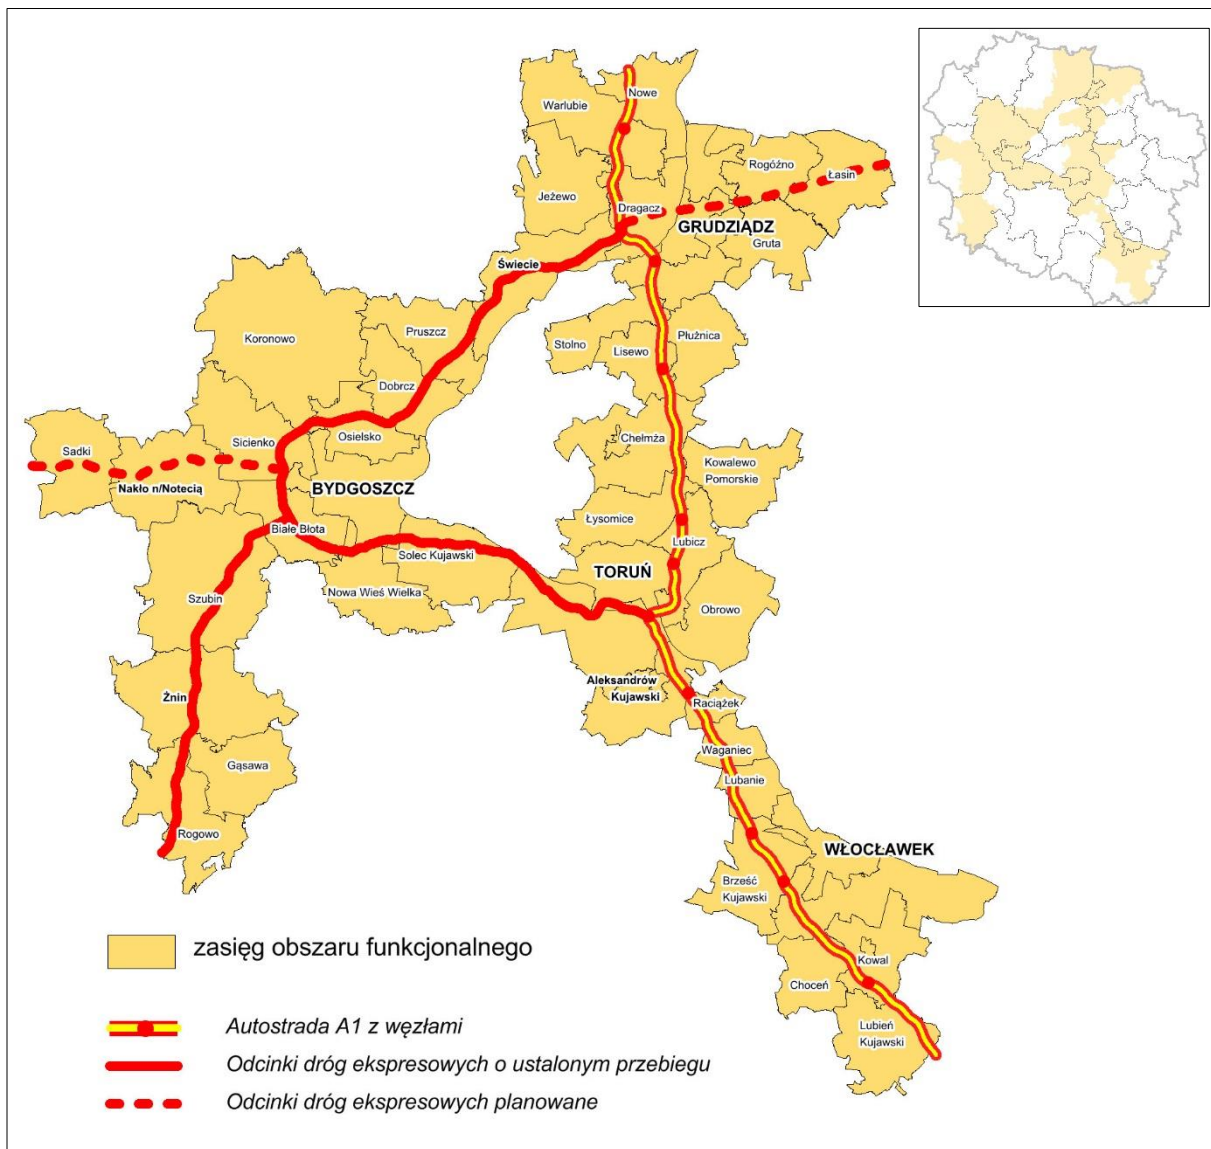 Nowe
Warlubie
Rogóźno
Łasin
Jeżewo
Dragacz
GRUDZIĄDZ
Gruta
Świecie
Koronowo
Pruszcz
Płużnica
Stolno
Lisewo
Dobrcz
Sadki
Sicienko
Osielsko
Chełmża
Kowalewo
Pomorskie
Nakło n/Notecią
BYDGOSZCZ
Łysomice
Białe Błota
Lubicz
Solec Kujawski
TORUŃ
Nowa Wieś Wielka
Szubin
Obrowo
Aleksandrów
Kujawski
Żnin
Raciążek
Waganiec
Gąsawa
Lubanie
Rogowo
WŁOCŁAWEK
Brześć
Kujawski
Kowal
Choceń
Lubień
Kujawski
zasięg obszaru funkcjonalnego
Autostrada A1 z węzłami
Odcinki dróg ekspresowych o ustalonym przebiegu
Odcinki dróg ekspresowych planowane